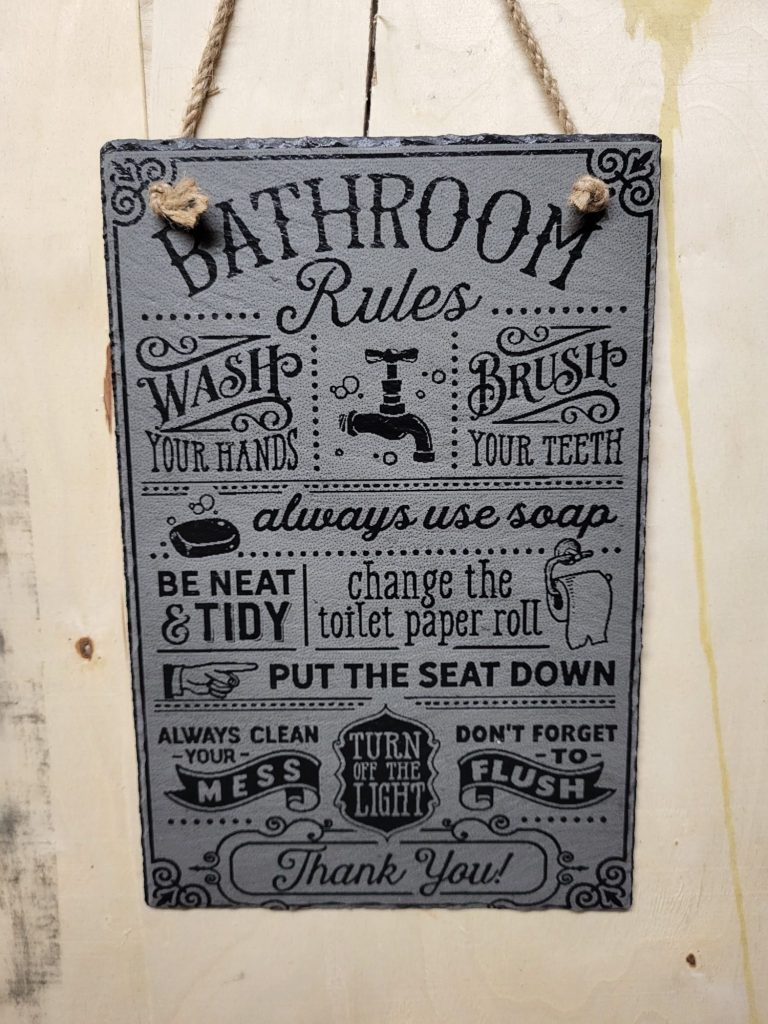 BATHROOM
Rules
WASH
YOUR HANDS
BRUSH
YOUR TEETH
always use soap
BE NEAT
& TIDY
change the
toilet paper roll
PUT THE SEAT DOWN
ALWAYS CLEAN
-YOUR-
MESS
TURN
OFF THE
LIGHT
DON'T FORGET
-TO-
FLUSH
Thank You!